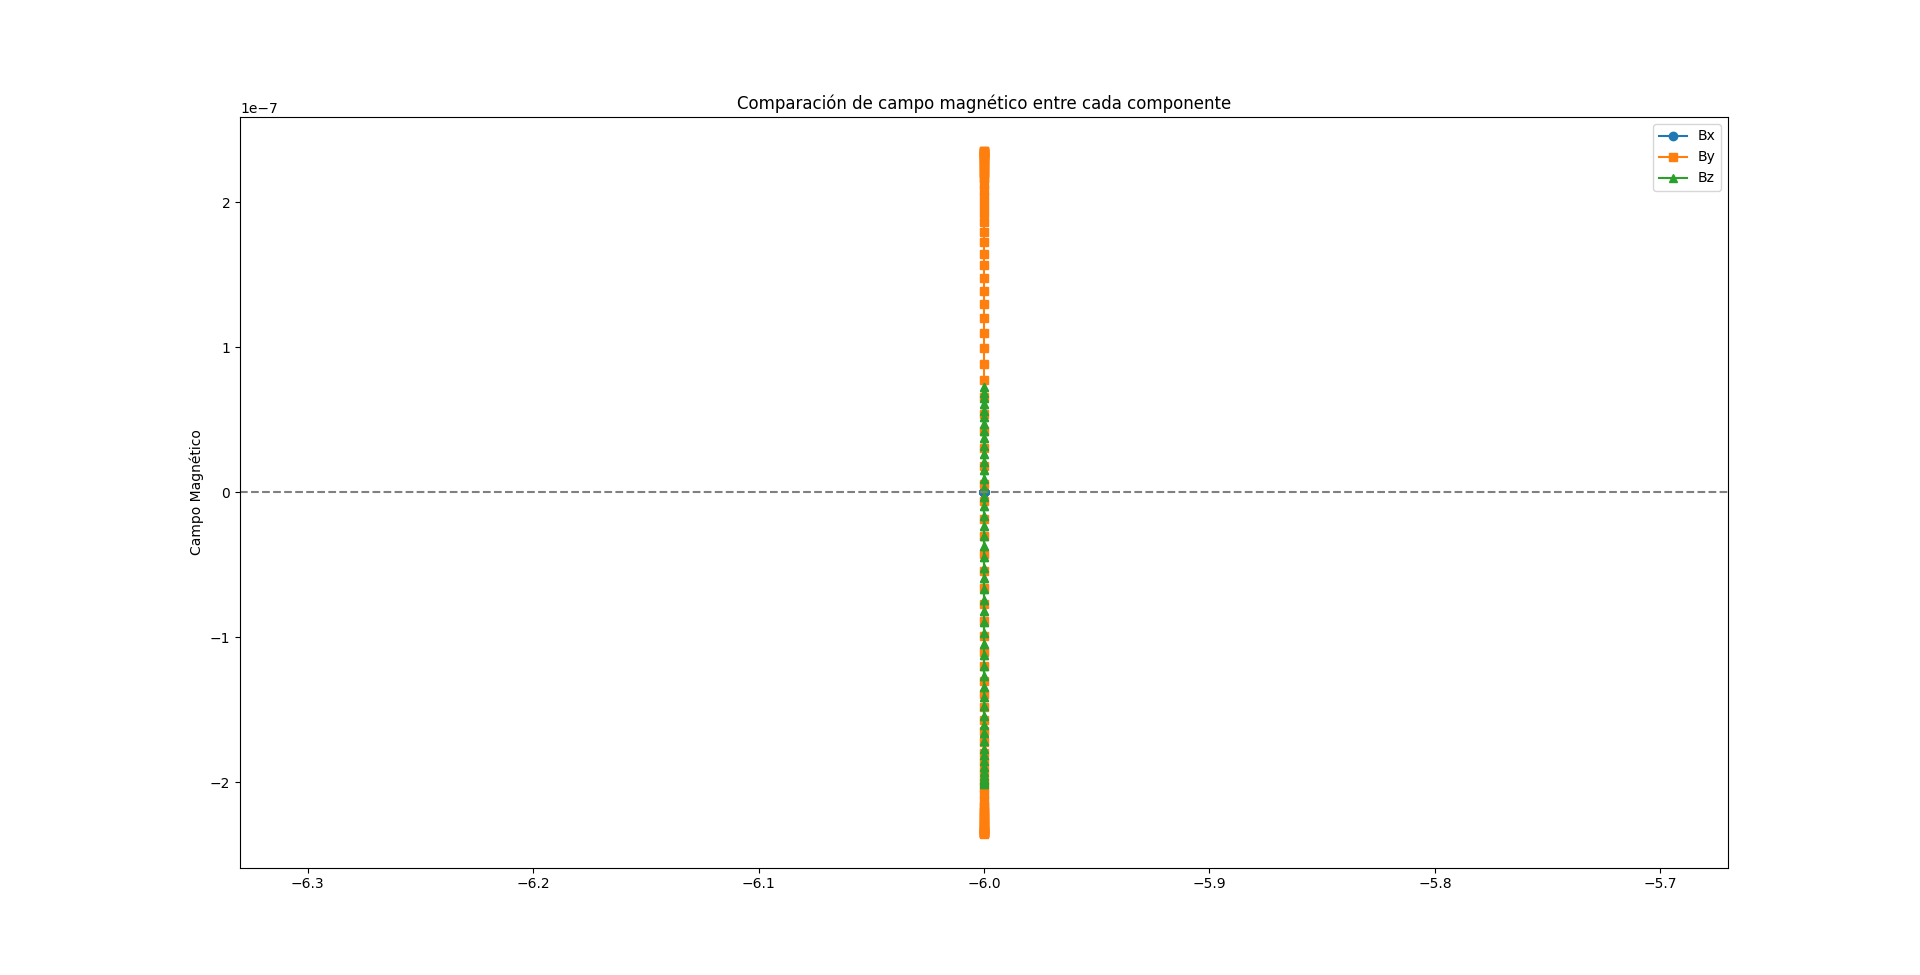 Comparación de campo magnético entre cada componente
1e−7
Bx
By
Bz
2
1
0
−1
−2
Campo Magnético
−6.3 −6.2 −6.1 −6.0 −5.9 −5.8 −5.7